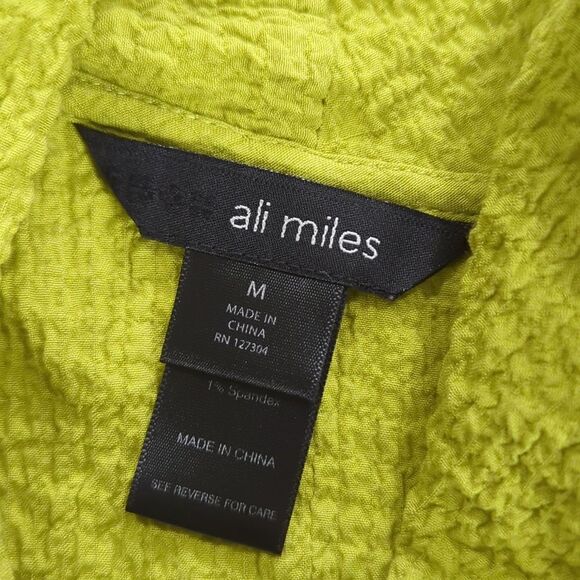 ali miles
M
MADE IN
CHINA
RN 127304
1% Spandex
MADE IN CHINA
SEE REVERSE FOR CARE